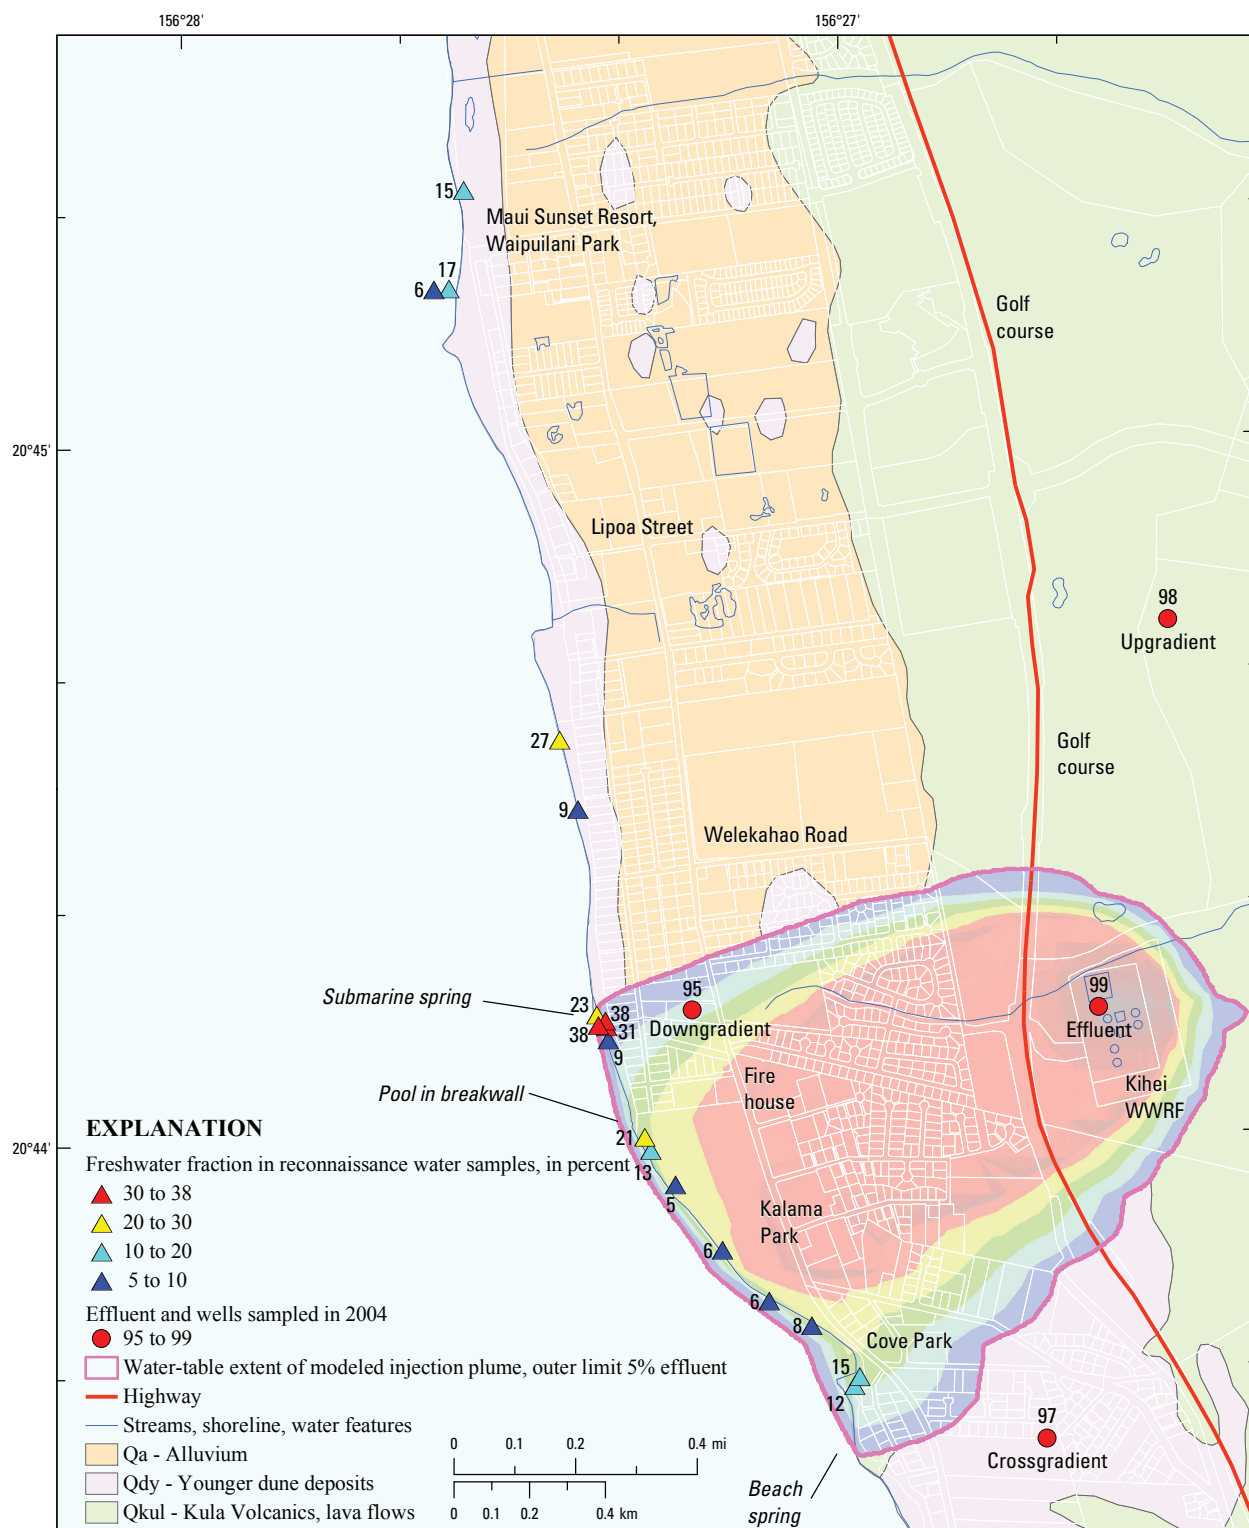 156°28'
156°27'
15
Maui Sunset Resort,
Waipuilani Park
17
6
Golf
course
20°45'
Lipoa Street
98
Upgradient
27
Golf
course
9
Welekahao Road
Submarine spring
23
38
38
31
9
95
Downgradient
99
Effluent
Fire
house
Kihei
WWRF
Pool in breakwall
21
13
5
20°44'
Kalama
Park
6
6
8
Cove Park
15
12
97
Crossgradient
Beach
spring
EXPLANATION
Freshwater fraction in reconnaissance water samples, in percent
30 to 38
20 to 30
10 to 20
5 to 10
Effluent and wells sampled in 2004
95 to 99
Water-table extent of modeled injection plume, outer limit 5% effluent
Highway
Streams, shoreline, water features
Qa - Alluvium
Qdy - Younger dune deposits
Qkul - Kula Volcanics, lava flows
0 0.1 0.2 0.4 mi
0 0.1 0.2 0.4 km